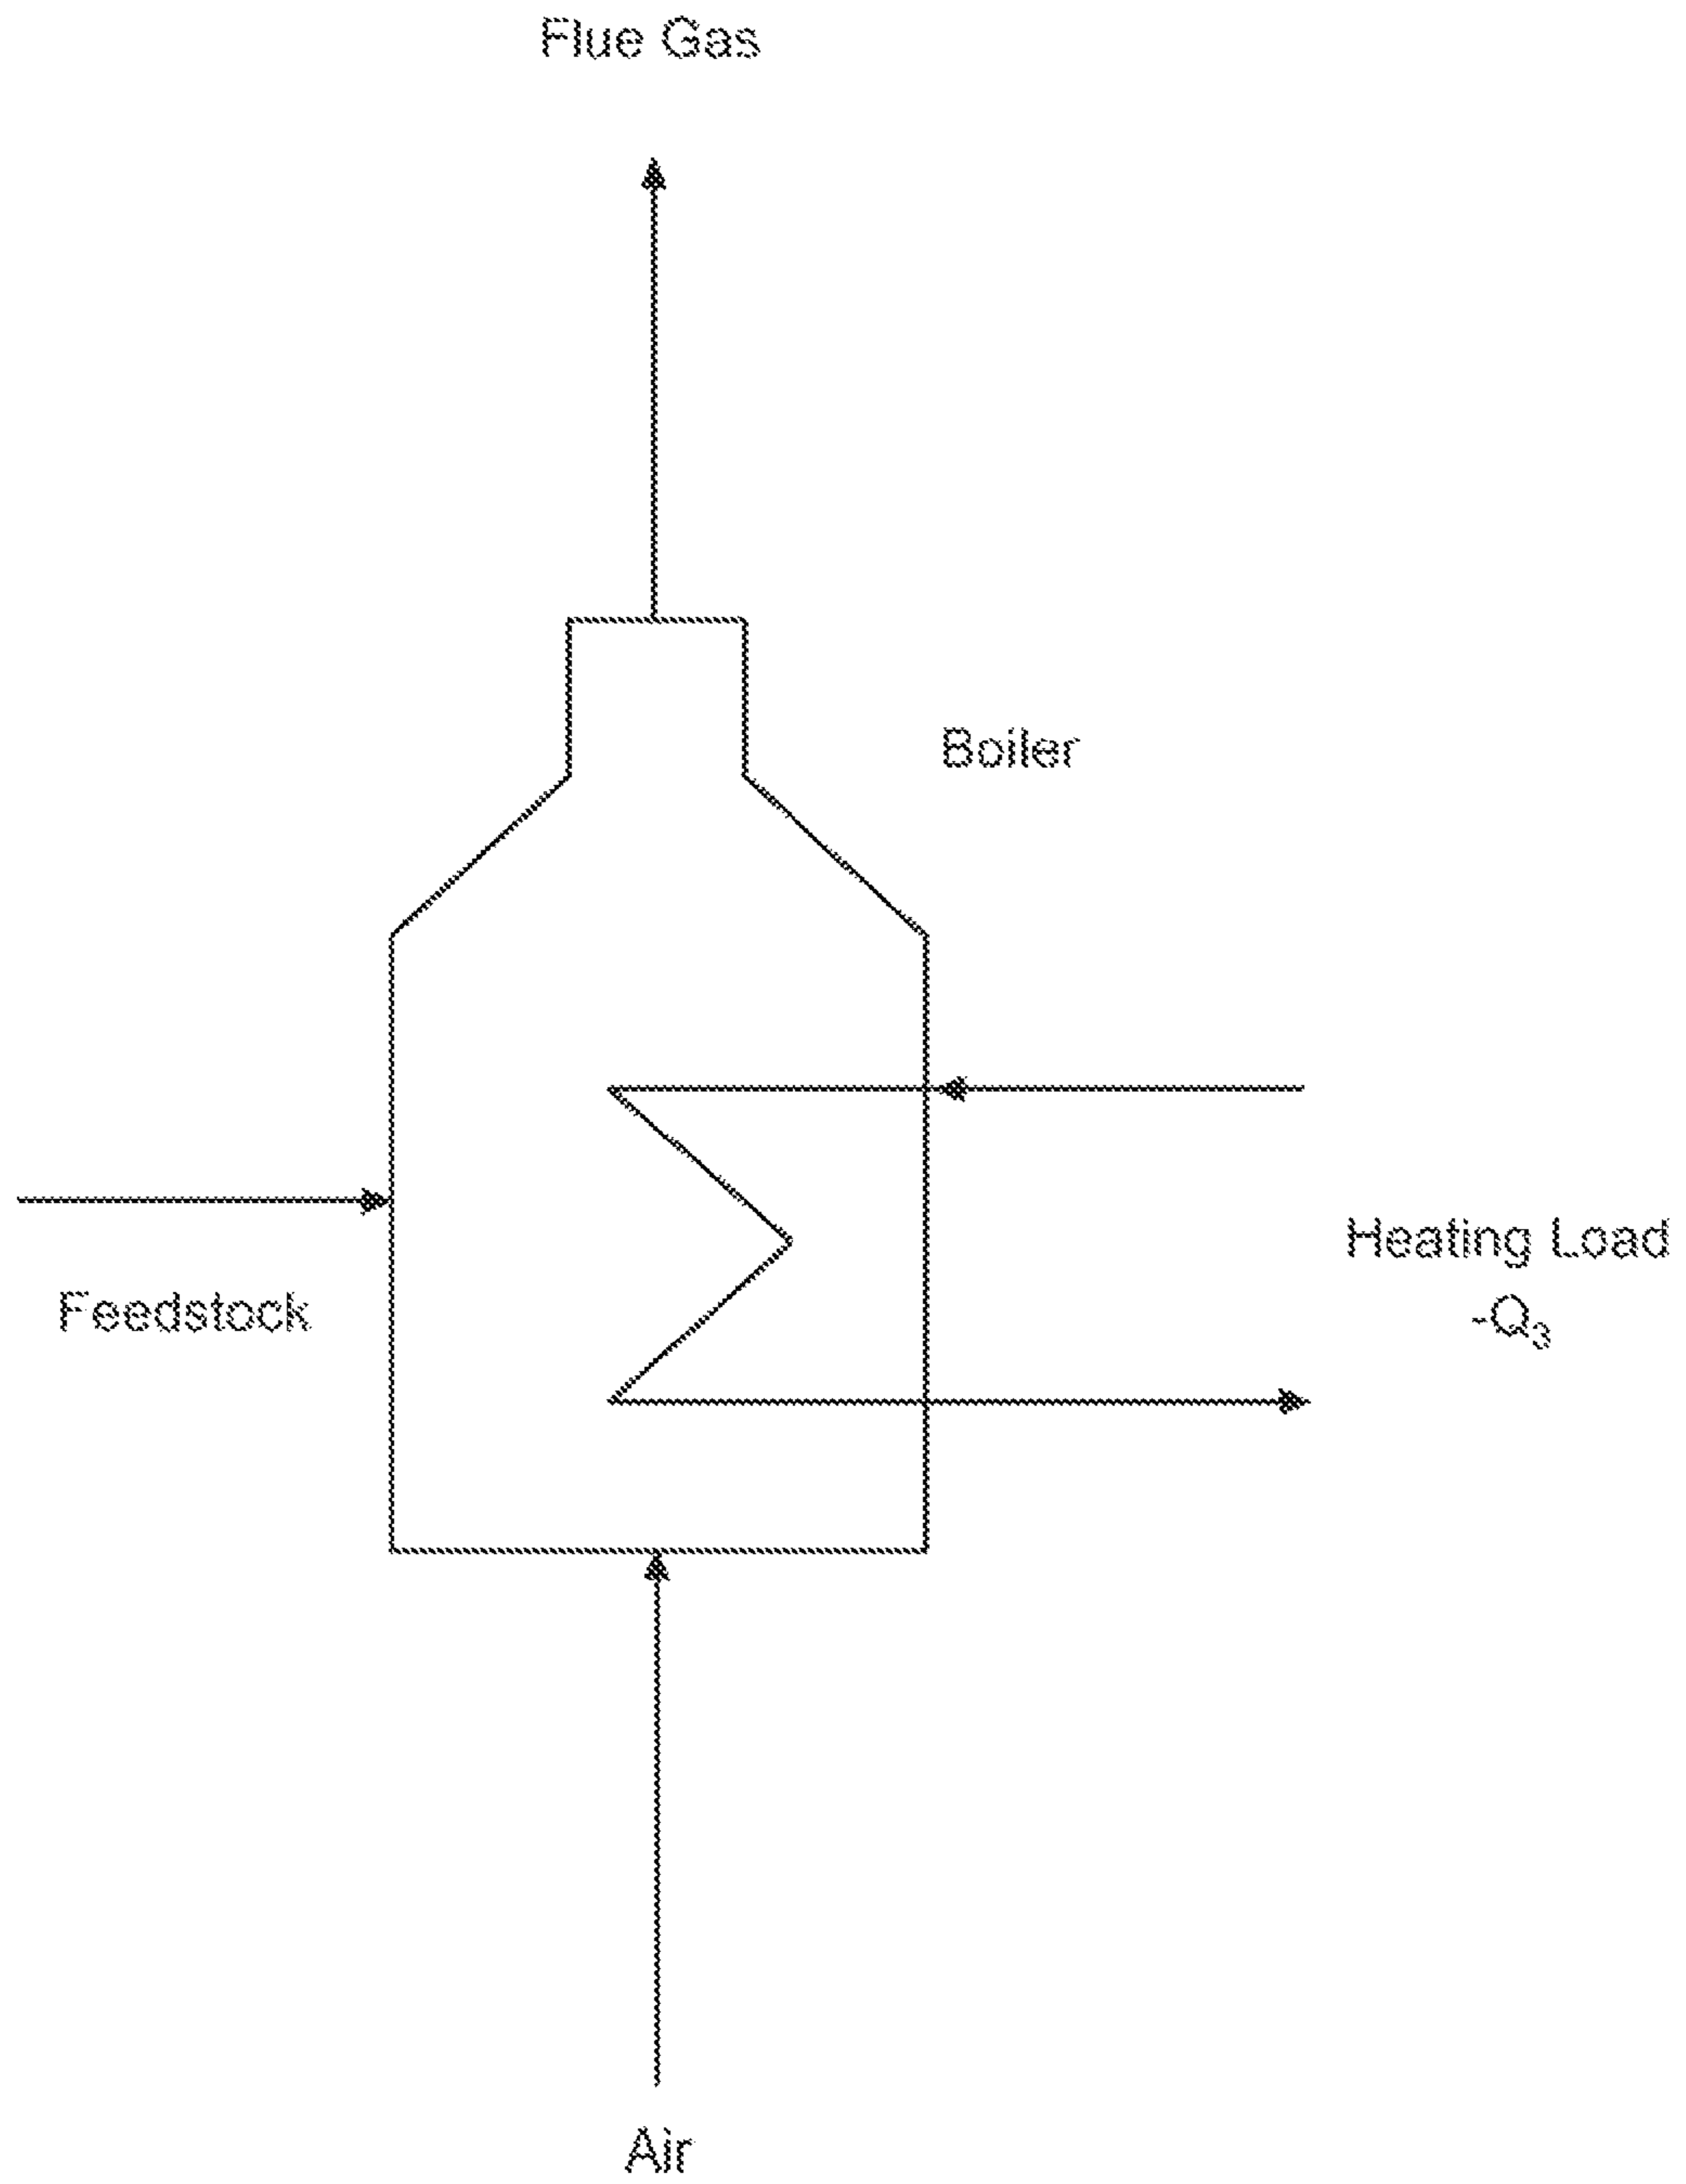 Flue Gas
Boiler
Feedstock
Heating Load
-Q₃
Air